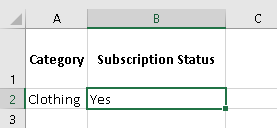 A B C
1 Category Subscription Status
2 Clothing Yes
3